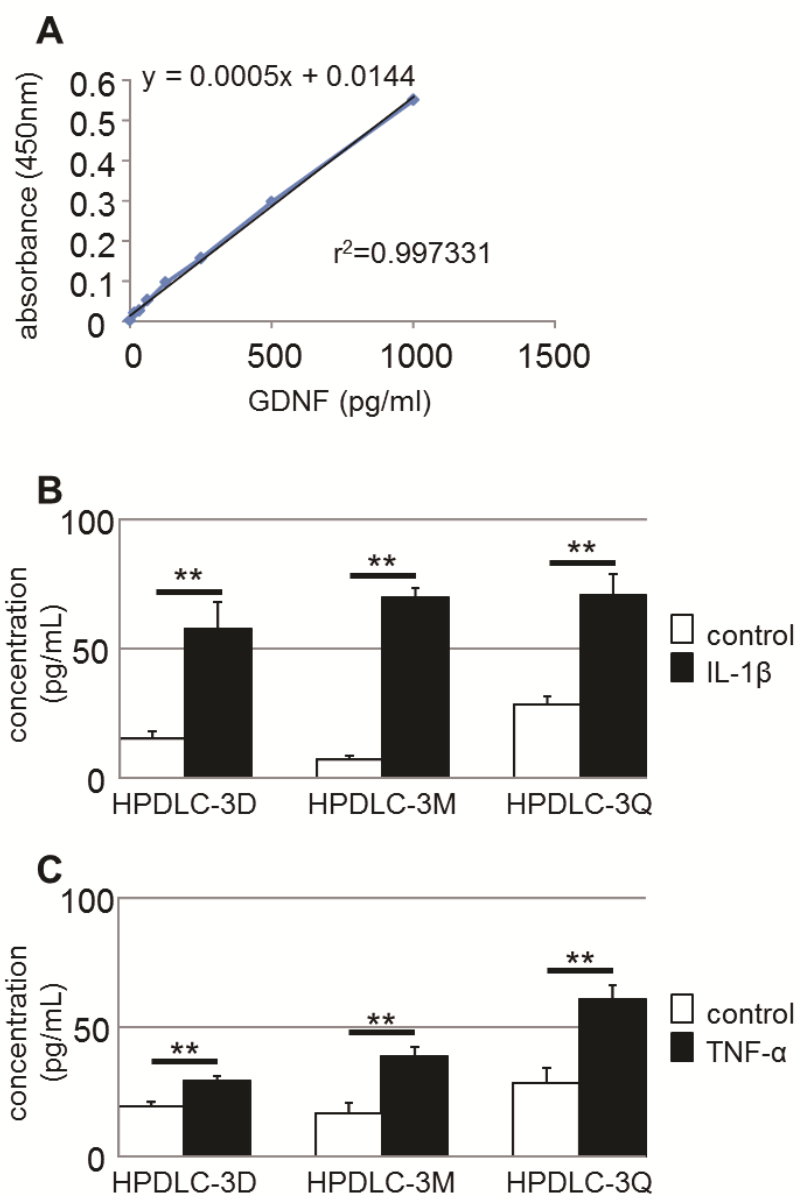 A
y = 0.0005x + 0.0144
0.6
0.5
0.4
0.3
0.2
0.1
0
absorbance (450nm)
r²=0.997331
0 500 1000 1500
GDNF (pg/ml)
B
100
50
0
concentration
(pg/mL)
** ** **
control
IL-1β
HPDLC-3D HPDLC-3M HPDLC-3Q
C
100
50
0
concentration
(pg/mL)
** ** **
control
TNF-α
HPDLC-3D HPDLC-3M HPDLC-3Q